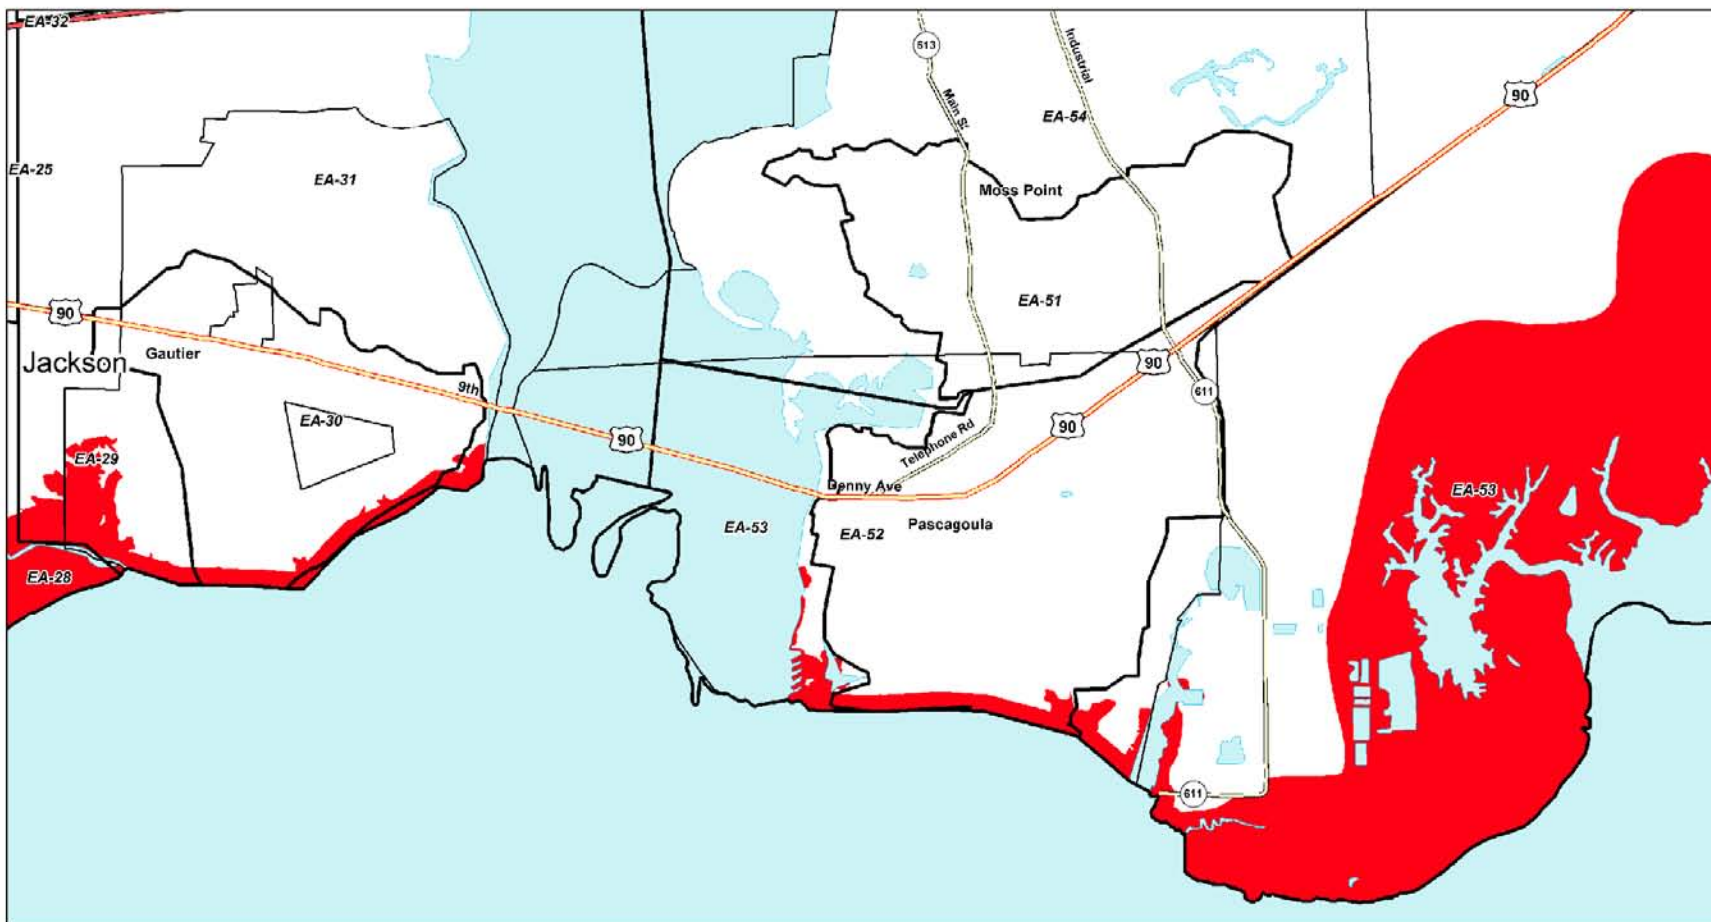 EA-32
613
Industrial
90
Main St
EA-54
EA-25
EA-31
Moss Point
90
EA-51
Jackson
Gautier
90
9th
611
EA-30
90
90
Telephone Rd
EA-29
Denny Ave
EA-53
EA-53
EA-52
Pascagoula
EA-28
611